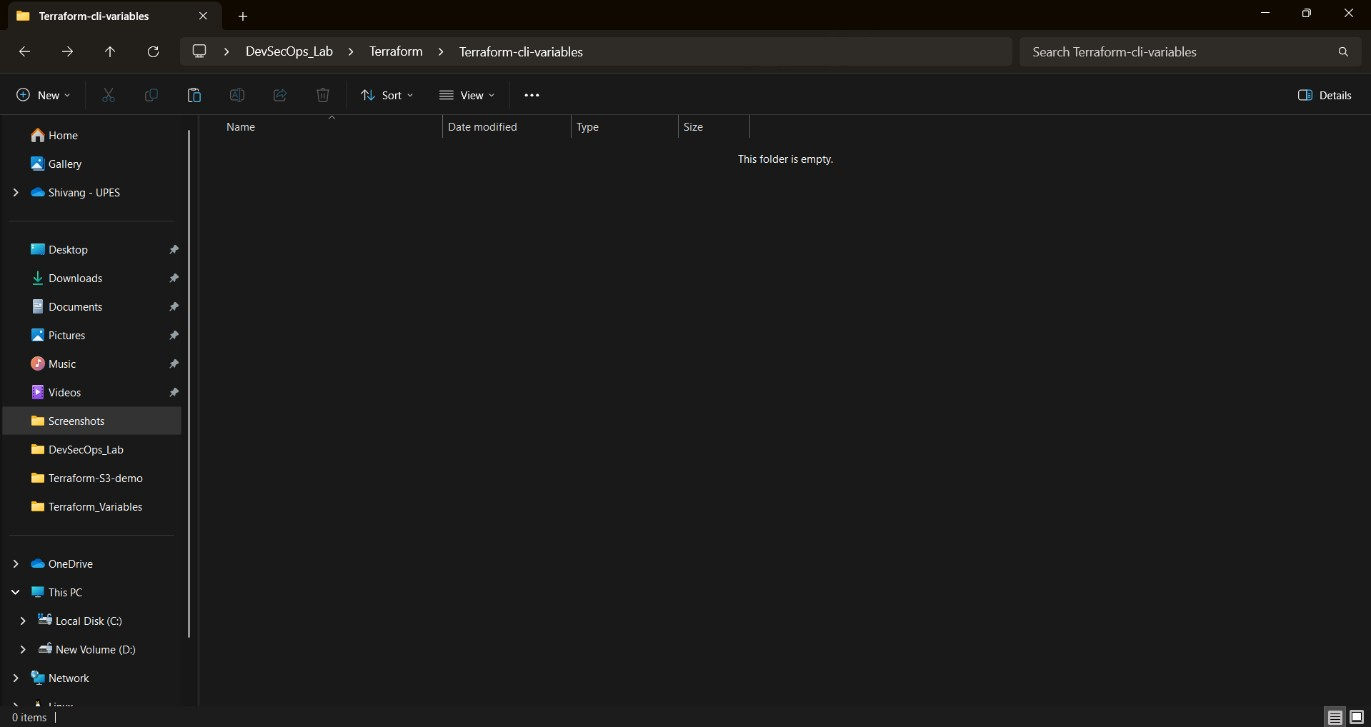 Terraform-cli-variables
DevSecOps_Lab > Terraform > Terraform-cli-variables
Search Terraform-cli-variables
New
Sort
View
Details
Name
Date modified
Type
Size
This folder is empty.
Home
Gallery
Shivang - UPES
Desktop
Downloads
Documents
Pictures
Music
Videos
Screenshots
DevSecOps_Lab
Terraform-S3-demo
Terraform_Variables
OneDrive
This PC
Local Disk (C:)
New Volume (D:)
Network
0 items